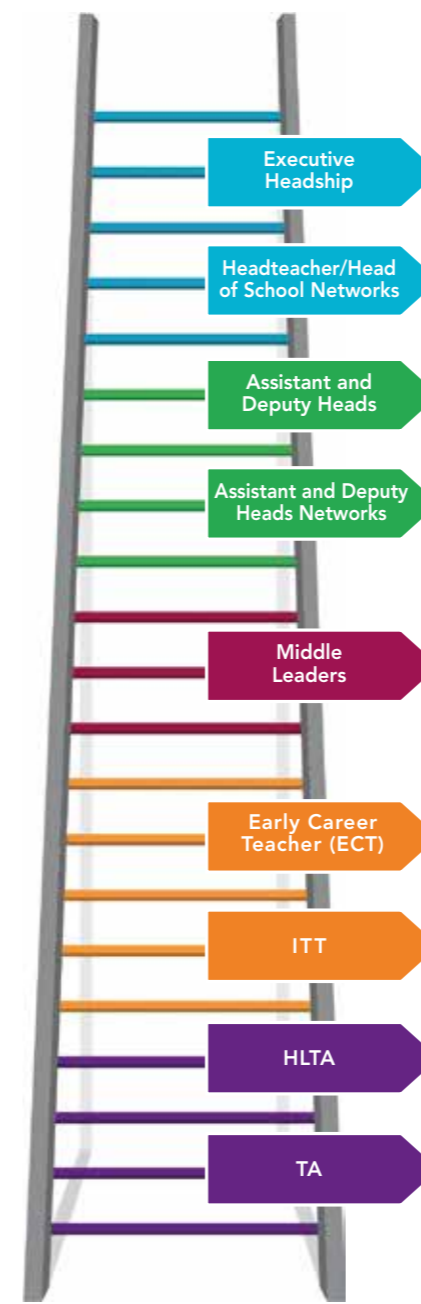 Executive
Headship
Headteacher/Head
of School Networks
Assistant and
Deputy Heads
Assistant and Deputy
Heads Networks
Middle
Leaders
Early Career
Teacher (ECT)
ITT
HLTA
TA